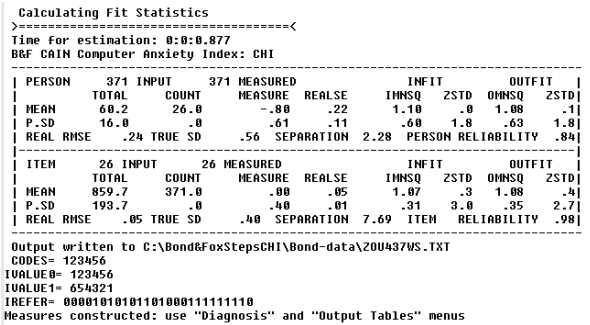 Calculating Fit Statistics
>=======================================<
Time for estimation: 0:0:0.877
B&F CAIN Computer Anxiety Index: CHI
| PERSON 371 INPUT 371 MEASURED INFIT OUTFIT |
| TOTAL COUNT MEASURE REALSE IMNSQ ZSTD OMNSQ ZSTD|
| MEAN 60.2 26.0 -.80 .22 1.10 .0 1.08 .1|
| P.SD 16.0 .0 .61 .11 .60 1.8 .63 1.8|
| REAL RMSE .24 TRUE SD .56 SEPARATION 2.28 PERSON RELIABILITY .84|
| ITEM 26 INPUT 26 MEASURED INFIT OUTFIT |
| TOTAL COUNT MEASURE REALSE IMNSQ ZSTD OMNSQ ZSTD|
| MEAN 859.7 371.0 .00 .05 1.07 .3 1.08 .4|
| P.SD 193.7 .0 .40 .01 .31 3.0 .35 2.7|
| REAL RMSE .05 TRUE SD .40 SEPARATION 7.69 ITEM RELIABILITY .98|
Output written to C:\Bond&FoxStepsCHI\Bond-data\ZOU437WS.TXT
CODES= 123456
IVALUE0= 123456
IVALUE1= 654321
IREFER= 00001010101101000111111110
Measures constructed: use "Diagnosis" and "Output Tables" menus